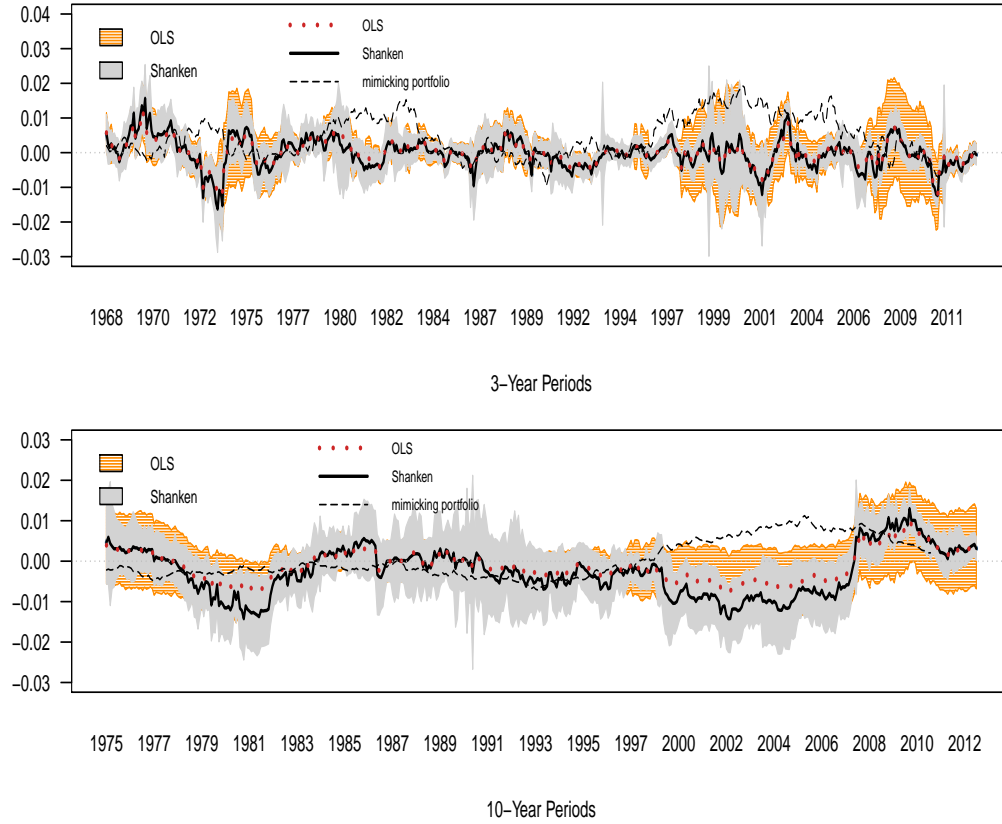 0.04
0.03
0.02
0.01
0.00
−0.01
−0.02
−0.03
OLS
Shanken
OLS
Shanken
mimicking portfolio
1968 1970 1972 1975 1977 1980 1982 1984 1987 1989 1992 1994 1997 1999 2001 2004 2006 2009 2011
3−Year Periods
0.03
0.02
0.01
0.00
−0.01
−0.02
−0.03
OLS
Shanken
OLS
Shanken
mimicking portfolio
1975 1977 1979 1981 1983 1985 1987 1989 1991 1993 1995 1997 2000 2002 2004 2006 2008 2010 2012
10−Year Periods